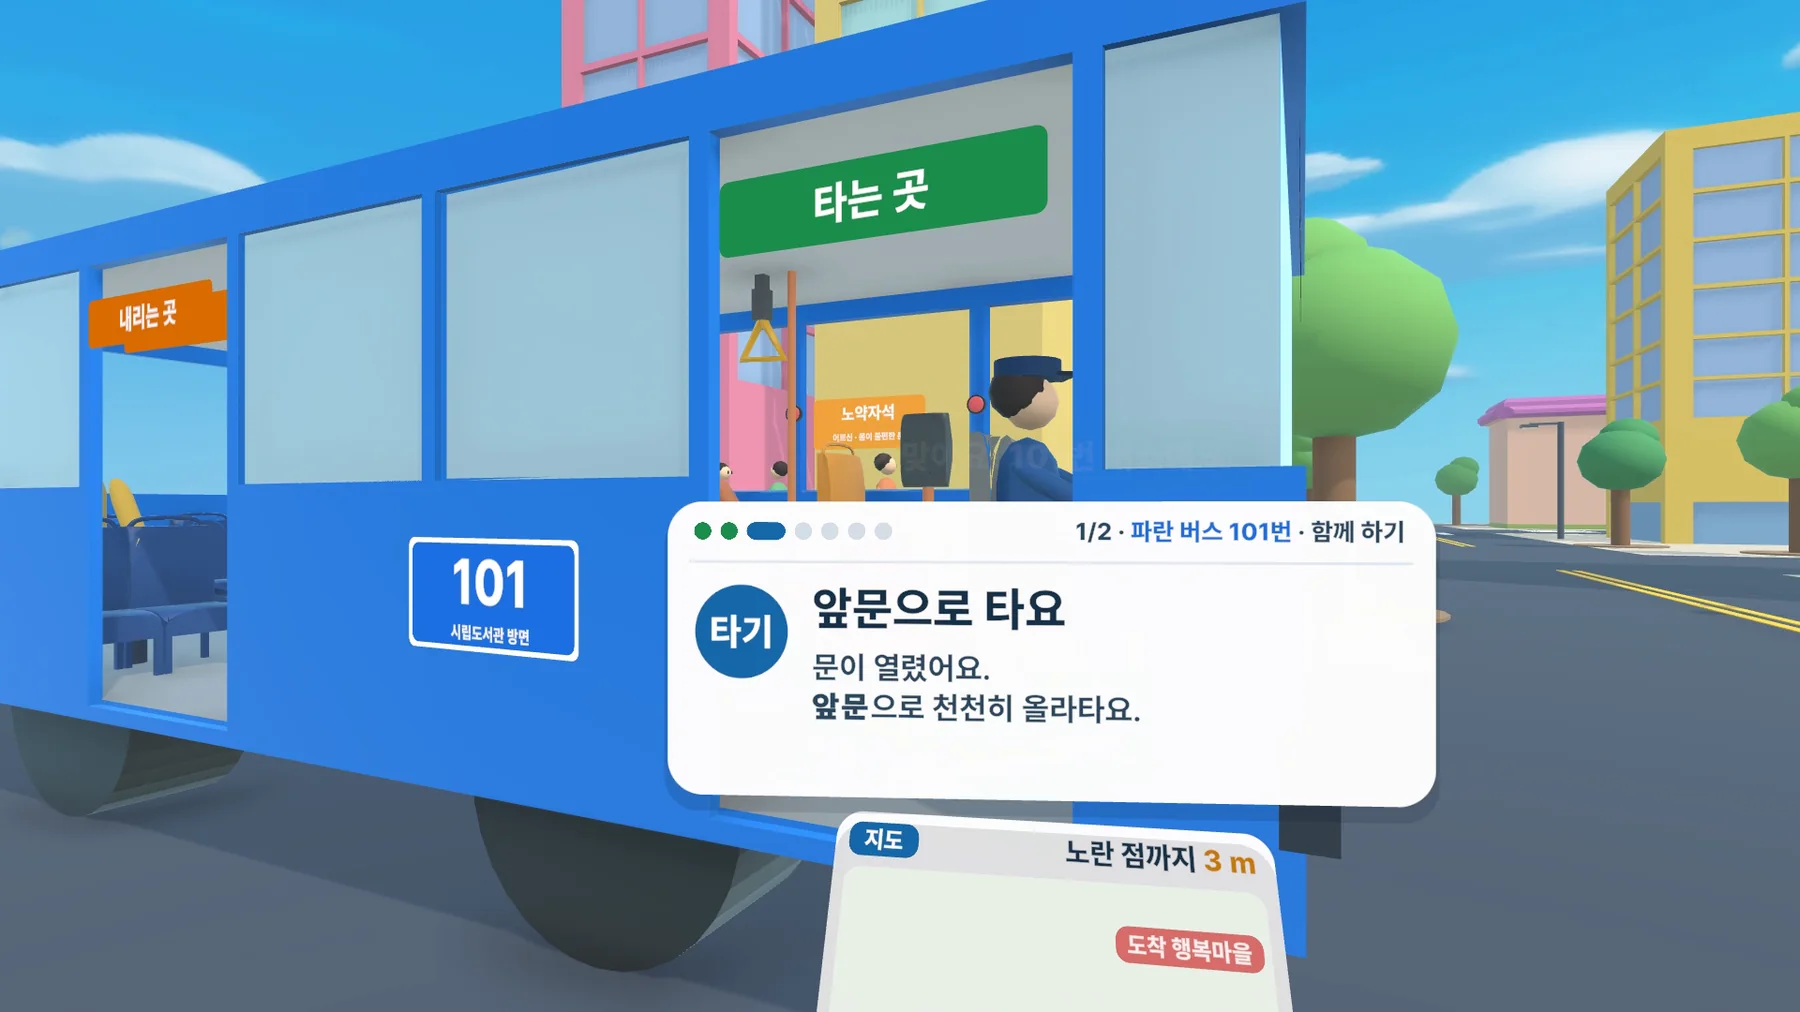 타는 곳
내리는 곳
노약자석
101
시립도서관 방면
1/2 · 파란 버스 101번 · 함께 하기
타기
앞문으로 타요
문이 열렸어요.
앞문으로 천천히 올라타요.
지도
노란 점까지 3 m
도착 행복마을